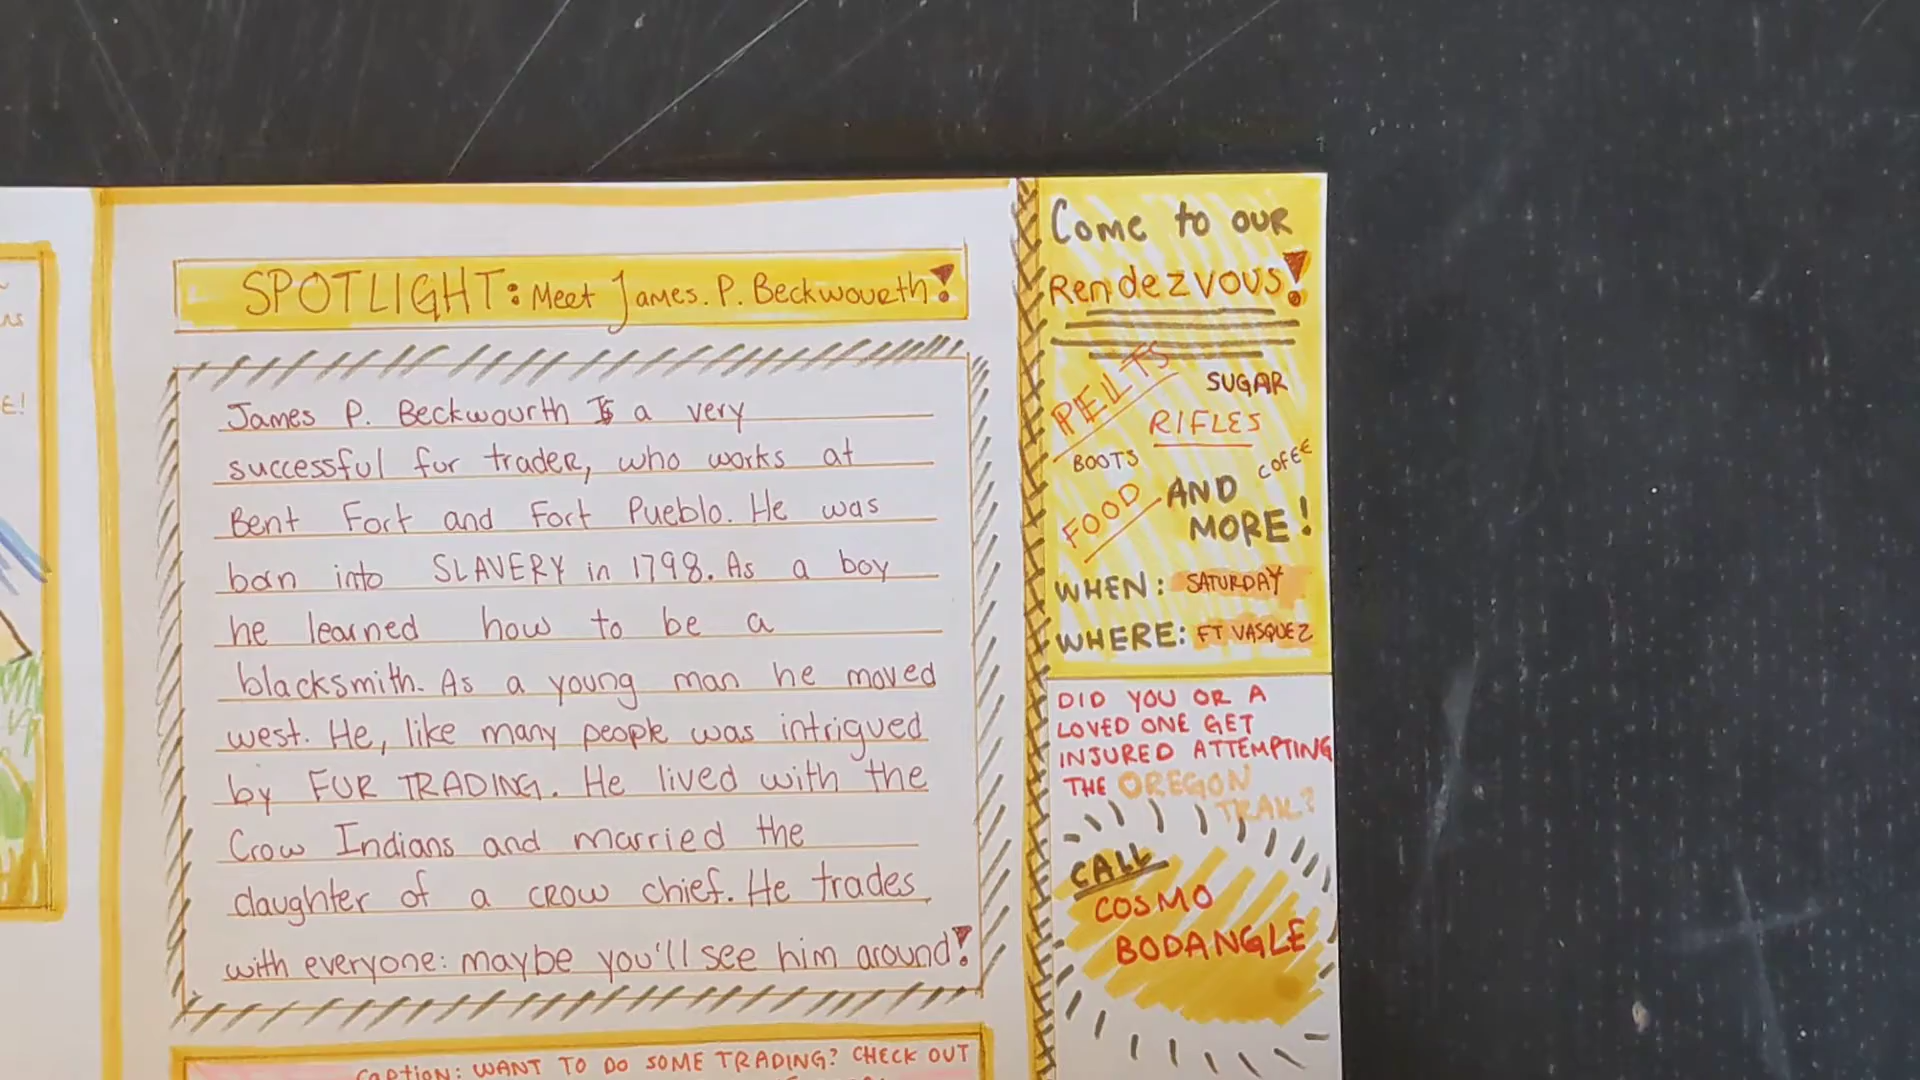 SPOTLIGHT: Meet James. P. Beckwourth!
James P. Beckwourth Is a very
successful fur trader, who works at
Bent Fort and Fort Pueblo. He was
born into SLAVERY in 1798. As a boy
he learned how to be a
blacksmith. As a young man he moved
west. He, like many people was intrigued
by FUR TRADING. He lived with the
Crow Indians and married the
daughter of a CROW chief. He trades
with everyone: maybe you'll see him around!
Caption: WANT TO DO SOME TRADING? CHECK OUT
Come to OUR
Rendezvous!
PELTS
SUGAR
RIFLES
BOOTS
COFEE
FOOD
AND
MORE!
WHEN: SATURDAY
WHERE: FT VASQUEZ
DID YOU OR A
LOVED ONE GET
INJURED ATTEMPTING
THE OREGON
TRAIL?
CALL
COSMO
BODANGLE